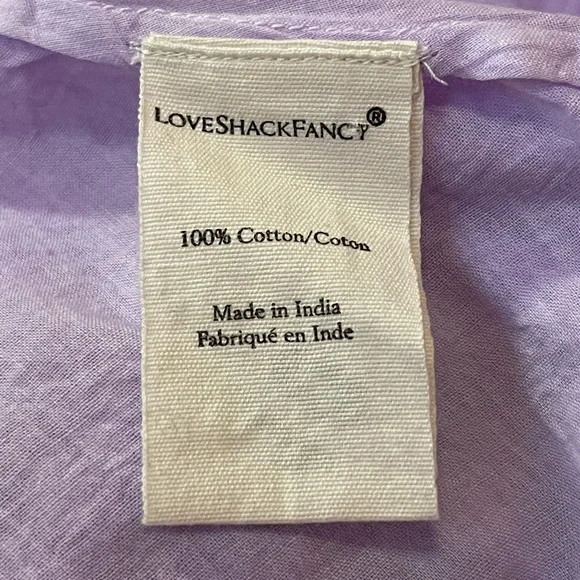 LOVESHACKFANCY®
100% Cotton/Coton
Made in India
Fabriqué en Inde